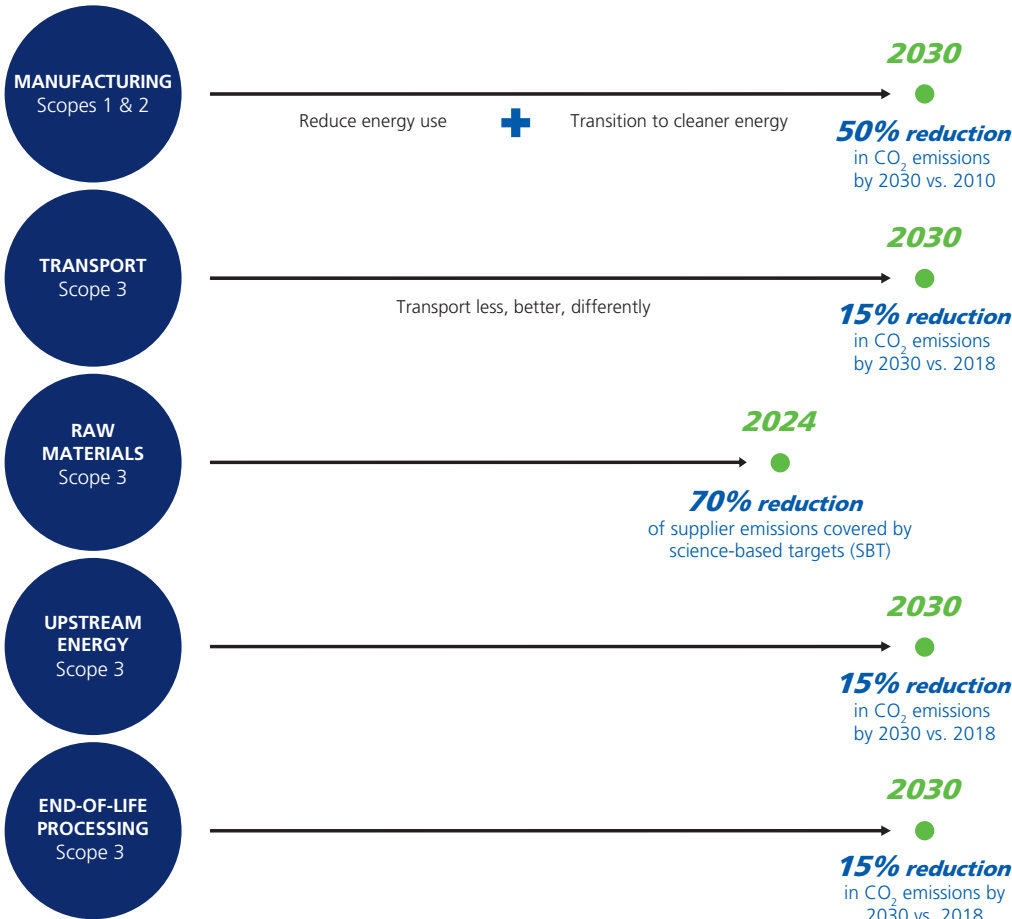 MANUFACTURING
Scopes 1 & 2
Reduce energy use
Transition to cleaner energy
2030
50% reduction
in CO₂ emissions
by 2030 vs. 2010
TRANSPORT
Scope 3
Transport less, better, differently
2030
15% reduction
in CO₂ emissions
by 2030 vs. 2018
RAW
MATERIALS
Scope 3
2024
70% reduction
of supplier emissions covered by
science-based targets (SBT)
UPSTREAM
ENERGY
Scope 3
2030
15% reduction
in CO₂ emissions
by 2030 vs. 2018
END-OF-LIFE
PROCESSING
Scope 3
2030
15% reduction
in CO₂ emissions by
2030 vs. 2018